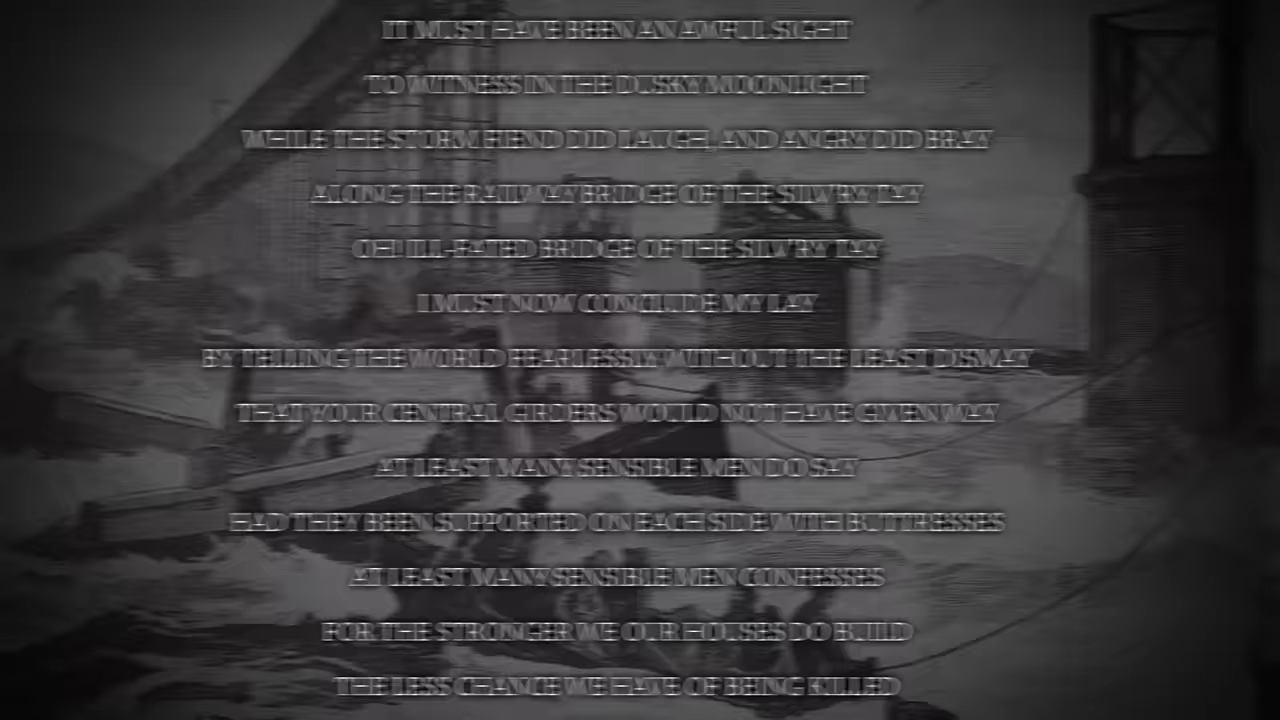 IT MUST HAVE BEEN AN AWFUL SIGHT
TO WITNESS IN THE DUSKY MOONLIGHT
WHILE THE STORM FIEND DID LAUGH, AND ANGRY DID BRAY
ALONG THE RAILWAY BRIDGE OF THE SILV'RY TAY
OH! ILL-FATED BRIDGE OF THE SILV'RY TAY
I MUST NOW CONCLUDE MY LAY
BY TELLING THE WORLD FEARLESSLY WITHOUT THE LEAST DISMAY
THAT YOUR CENTRAL GIRDERS WOULD NOT HAVE GIVEN WAY
AT LEAST MANY SENSIBLE MEN DO SAY
HAD THEY BEEN SUPPORTED ON EACH SIDE WITH BUTTRESSES
AT LEAST MANY SENSIBLE MEN CONFESSES
FOR THE STRONGER WE OUR HOUSES DO BUILD
THE LESS CHANCE WE HAVE OF BEING KILLED